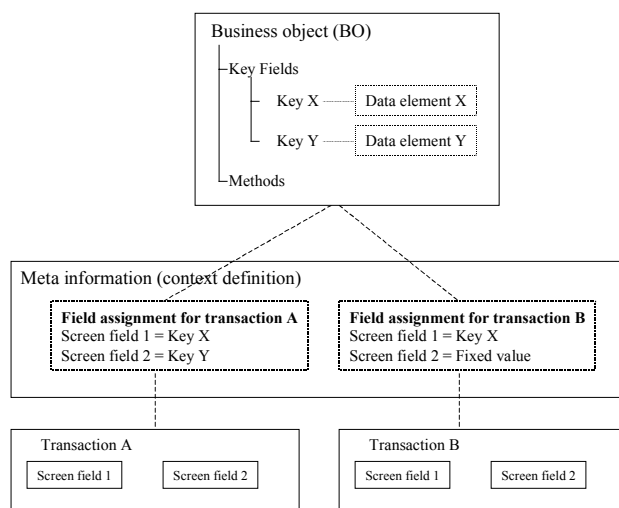 Business object (BO)
Key Fields
Key X
Data element X
Key Y
Data element Y
Methods
Meta information (context definition)
Field assignment for transaction A
Screen field 1 = Key X
Screen field 2 = Key Y
Field assignment for transaction B
Screen field 1 = Key X
Screen field 2 = Fixed value
Transaction A
Screen field 1
Screen field 2
Transaction B
Screen field 1
Screen field 2